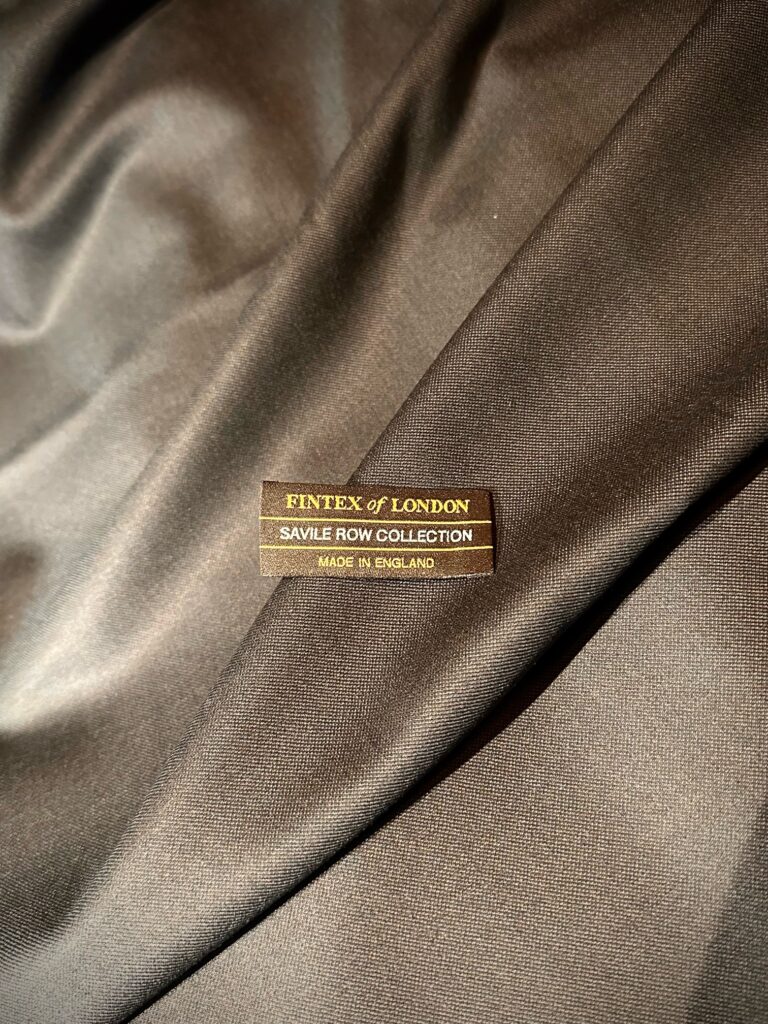 FINTEX of LONDON
SAVILE ROW COLLECTION
MADE IN ENGLAND